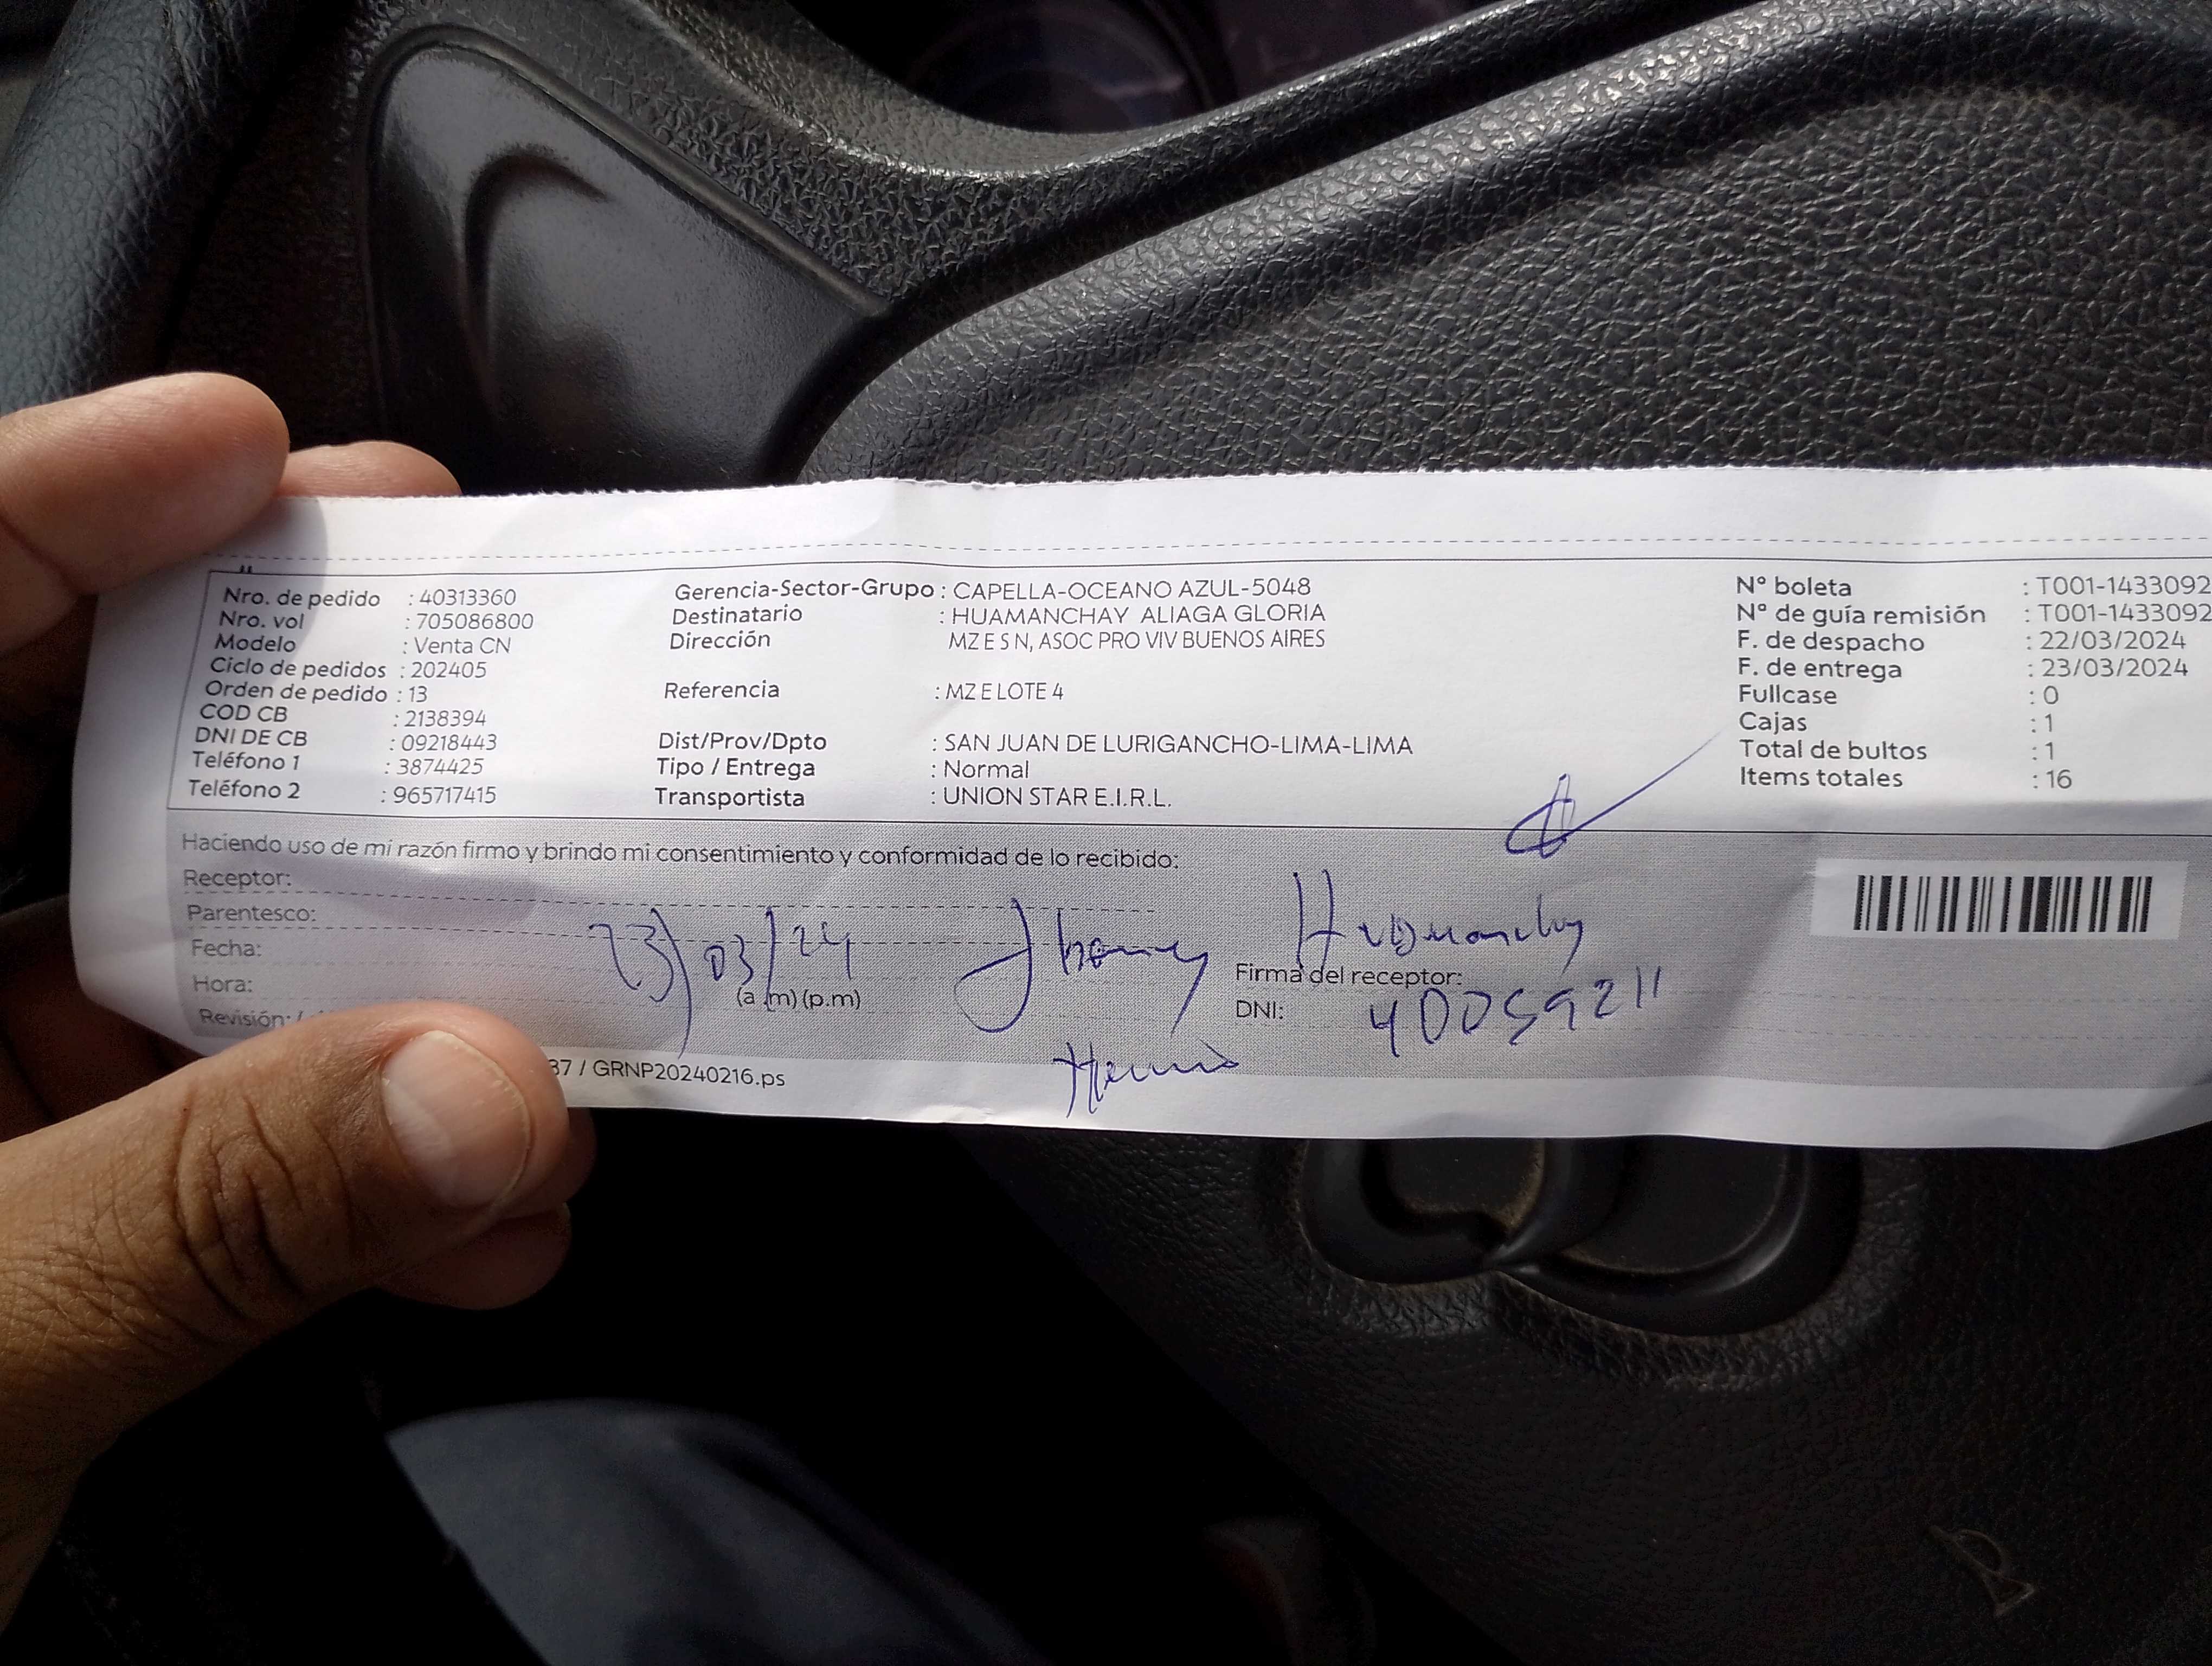 Nro. de pedido : 40313360
Nro. vol : 705086800
Modelo : Venta CN
Ciclo de pedidos : 202405
Orden de pedido : 13
COD CB : 2138394
DNI DE CB : 09218443
Teléfono 1 : 3874425
Teléfono 2 : 965717415
Gerencia-Sector-Grupo : CAPELLA-OCEANO AZUL-5048
Destinatario : HUAMANCHAY ALIAGA GLORIA
Dirección MZ E S N, ASOC PRO VIV BUENOS AIRES
Referencia : MZ E LOTE 4
Dist/Prov/Dpto : SAN JUAN DE LURIGANCHO-LIMA-LIMA
Tipo / Entrega : Normal
Transportista : UNION STAR E.I.R.L.
N° boleta : T001-1433092
N° de guía remisión : T001-1433092
F. de despacho : 22/03/2024
F. de entrega : 23/03/2024
Fullcase : 0
Cajas : 1
Total de bultos : 1
Items totales : 16
Haciendo uso de mi razón firmo y brindo mi consentimiento y conformidad de lo recibido:
Receptor:
Parentesco:
Fecha: 23/03/24
Hora: (a.m) (p.m)
Revisión:
Huamanchay
Firma del receptor:
DNI: 40059211
37 / GRNP20240216.ps